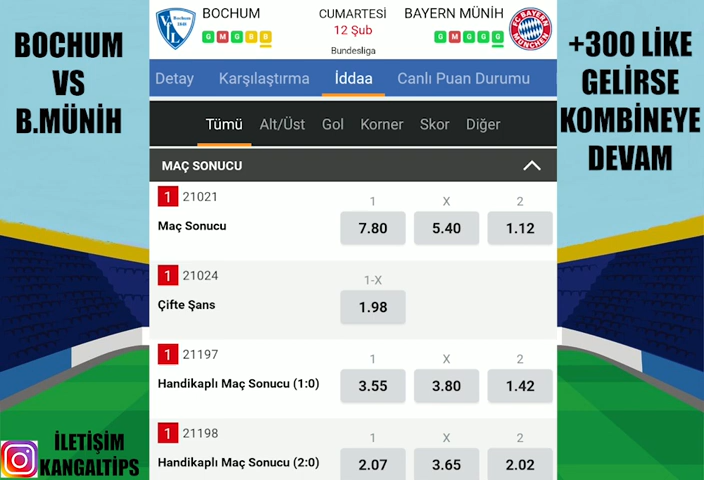 BOCHUM
VS
B.MÜNİH
BOCHUM
G M G B B
CUMARTESİ
12 Şub
Bundesliga
BAYERN MÜNİH
G M G G G
+300 LİKE
GELİRSE
KOMBİNEYE
DEVAM
Detay Karşılaştırma İddaa Canlı Puan Durumu
Tümü Alt/Üst Gol Korner Skor Diğer
MAÇ SONUCU
1 21021 1 X 2
Maç Sonucu 7.80 5.40 1.12
1 21024 1-X
Çifte Şans 1.98
1 21197 1 X 2
Handikaplı Maç Sonucu (1:0) 3.55 3.80 1.42
1 21198 1 X 2
Handikaplı Maç Sonucu (2:0) 2.07 3.65 2.02
İLETİŞİM
KANGALTİPS